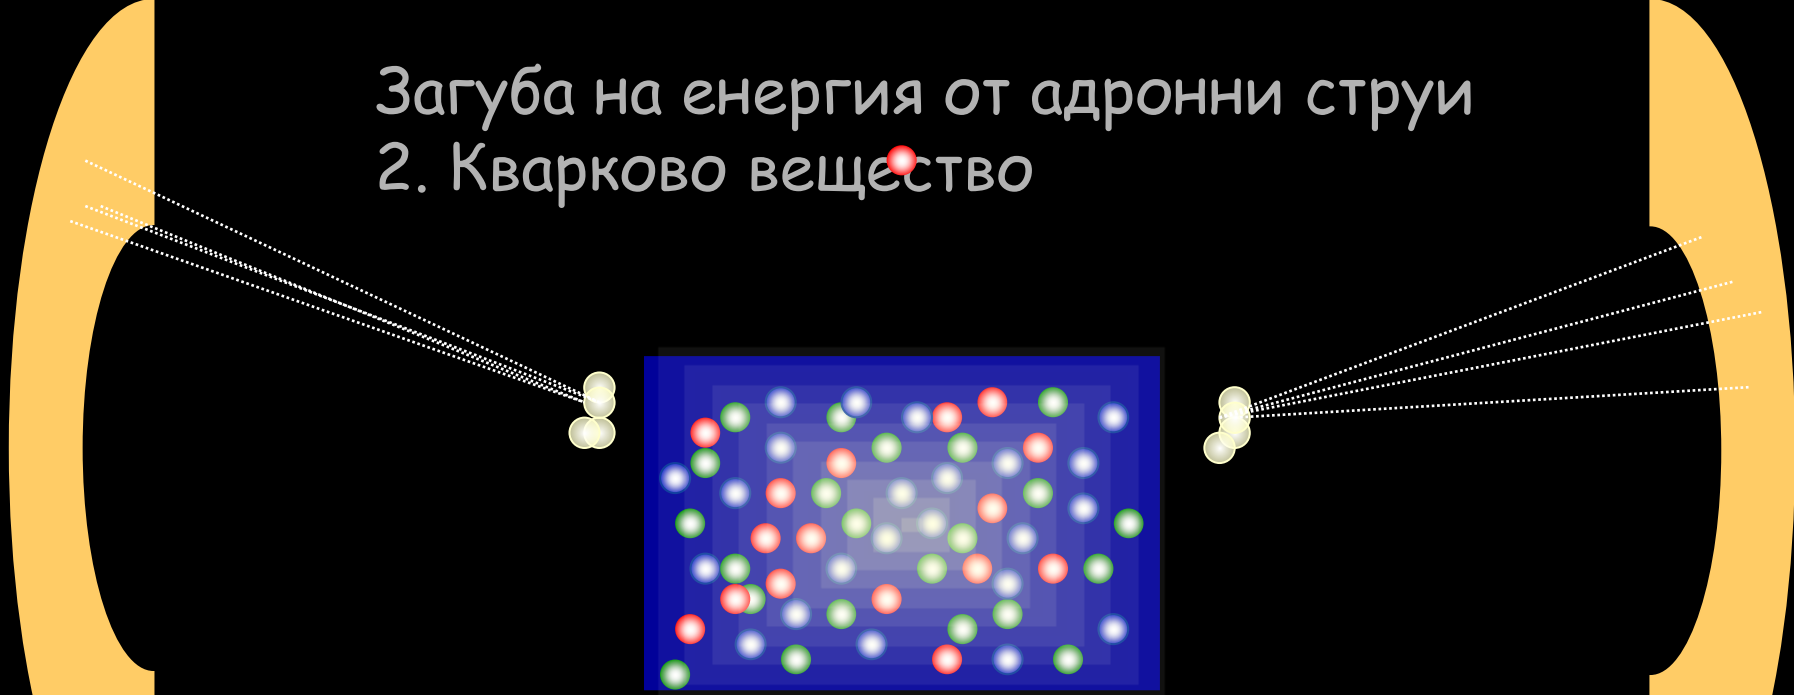 Загуба на енергия от адронни струи
2. Кварково вещество